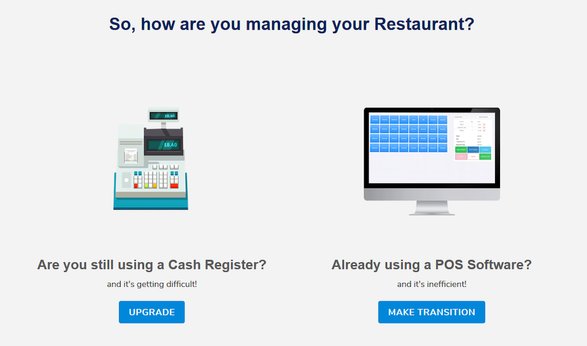 So, how are you managing your Restaurant?
Are you still using a Cash Register?
and it's getting difficult!
UPGRADE
Already using a POS Software?
and it's inefficient!
MAKE TRANSITION